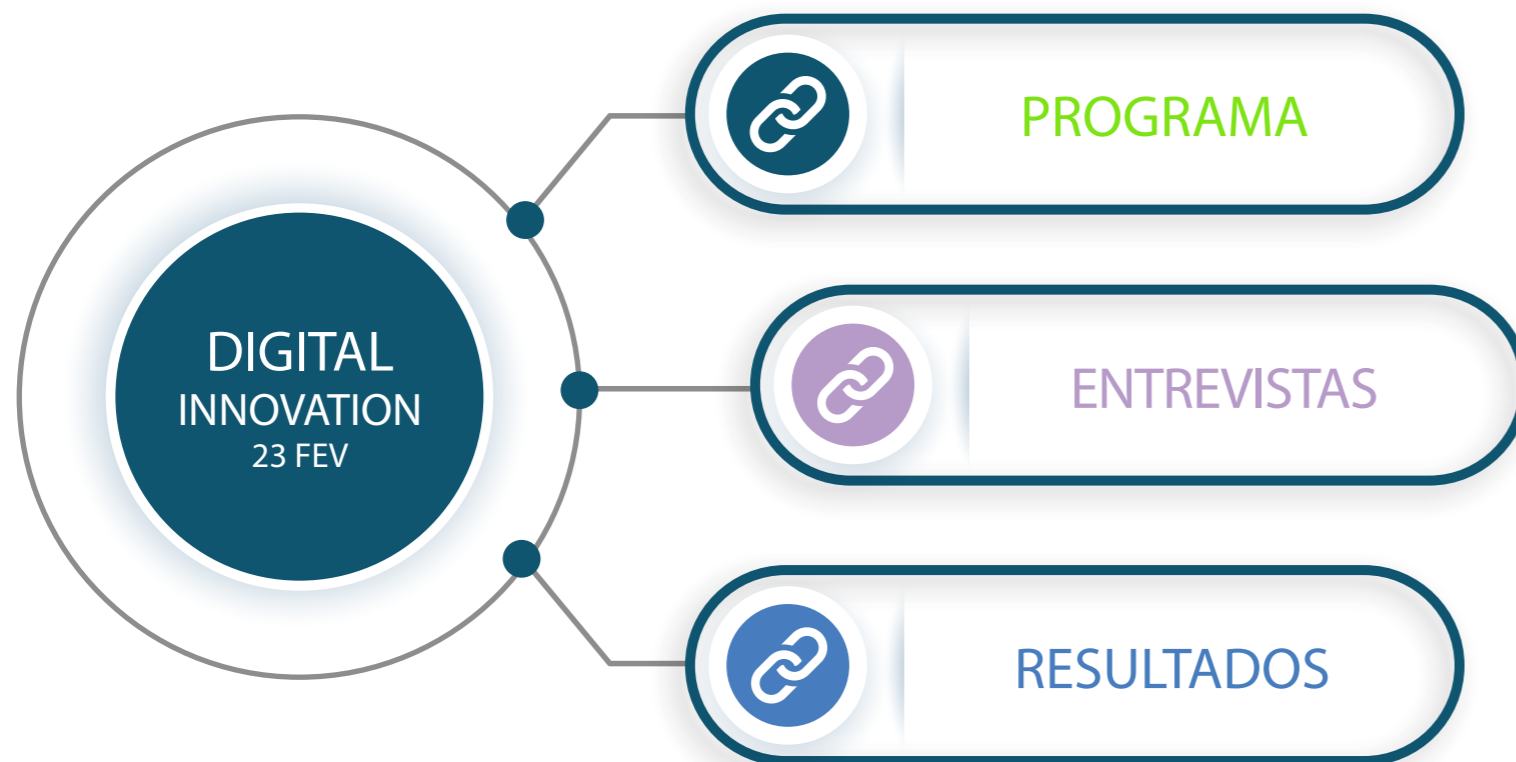 DIGITAL
INNOVATION
23 FEV
PROGRAMA
ENTREVISTAS
RESULTADOS